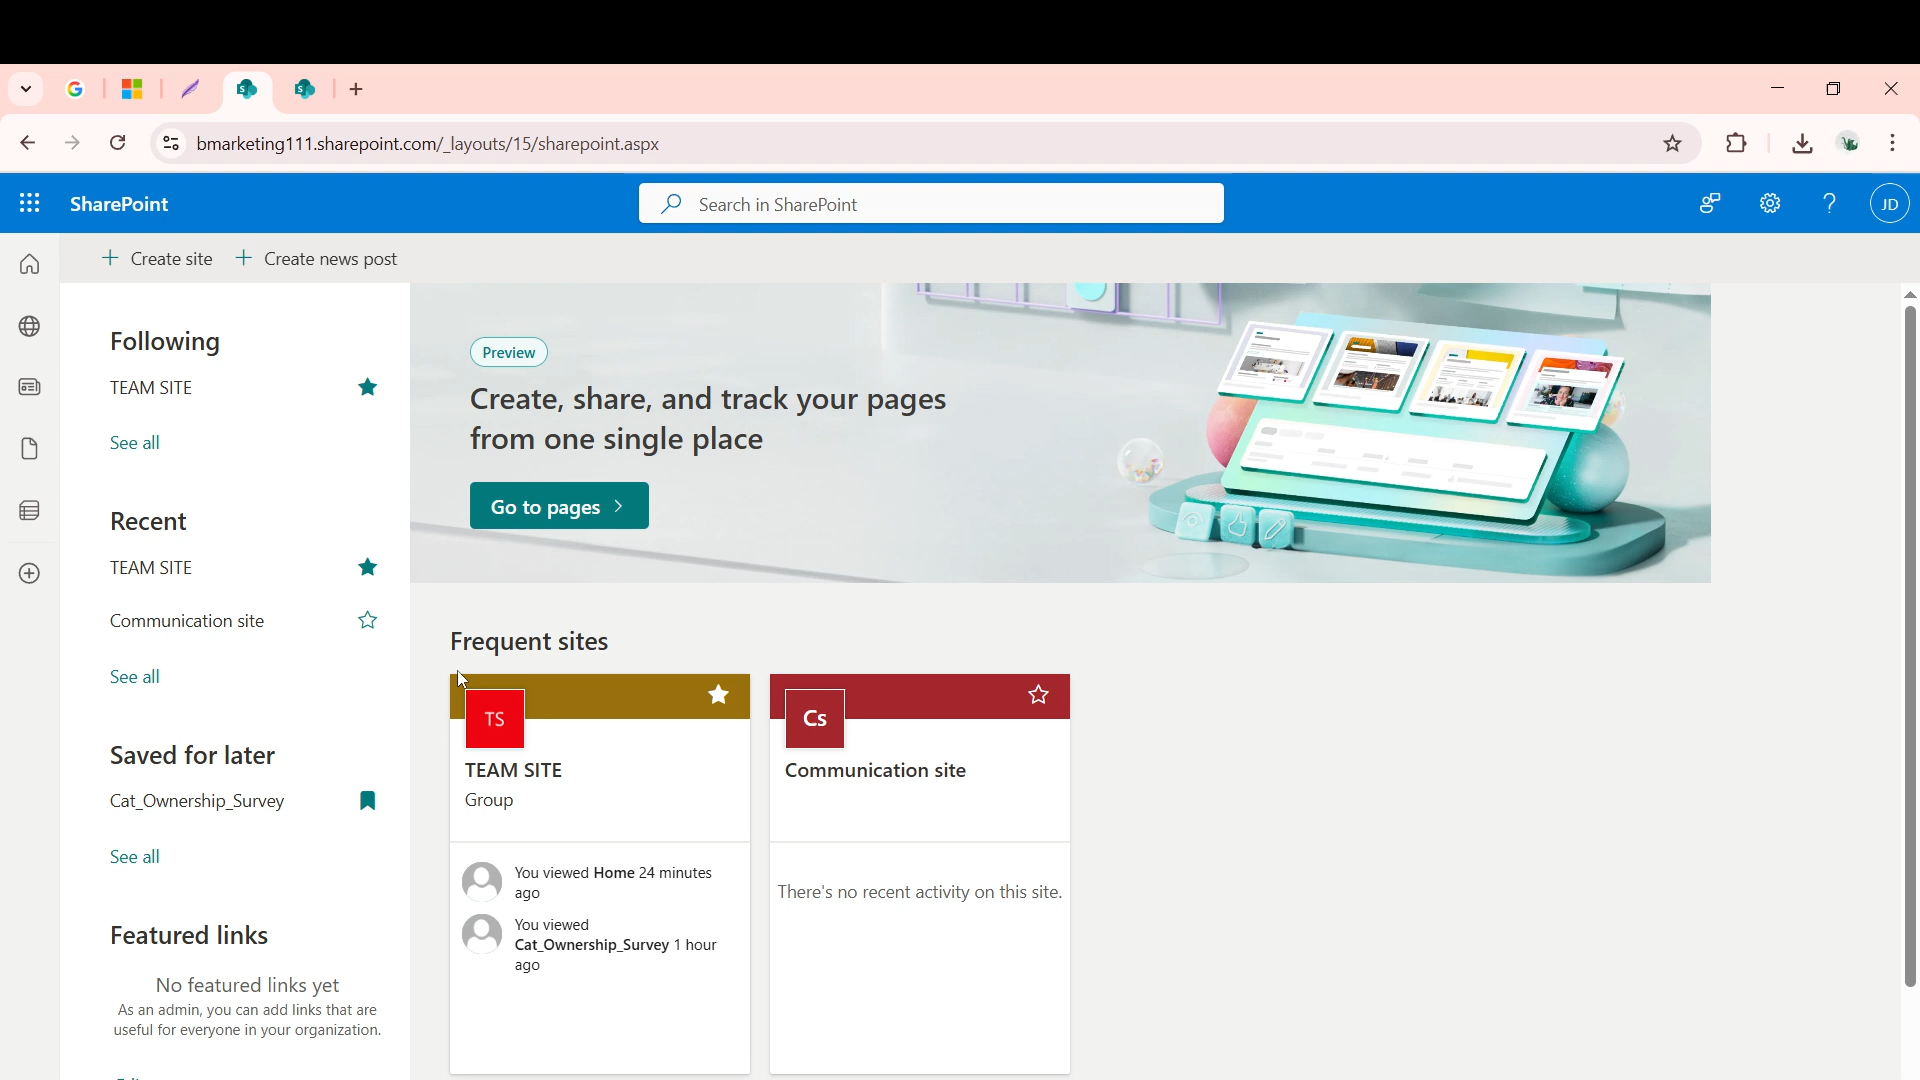 bmarketing111.sharepoint.com/_layouts/15/sharepoint.aspx
SharePoint
Search in SharePoint
JD
Create site
Create news post
Following
TEAM SITE
See all
Recent
TEAM SITE
Communication site
See all
Saved for later
Cat_Ownership_Survey
See all
Featured links
No featured links yet
As an admin, you can add links that are
useful for everyone in your organization.
Preview
Create, share, and track your pages
from one single place
Go to pages
Frequent sites
TS
TEAM SITE
Group
You viewed Home 24 minutes
ago
You viewed
Cat_Ownership_Survey 1 hour
ago
Cs
Communication site
There's no recent activity on this site.